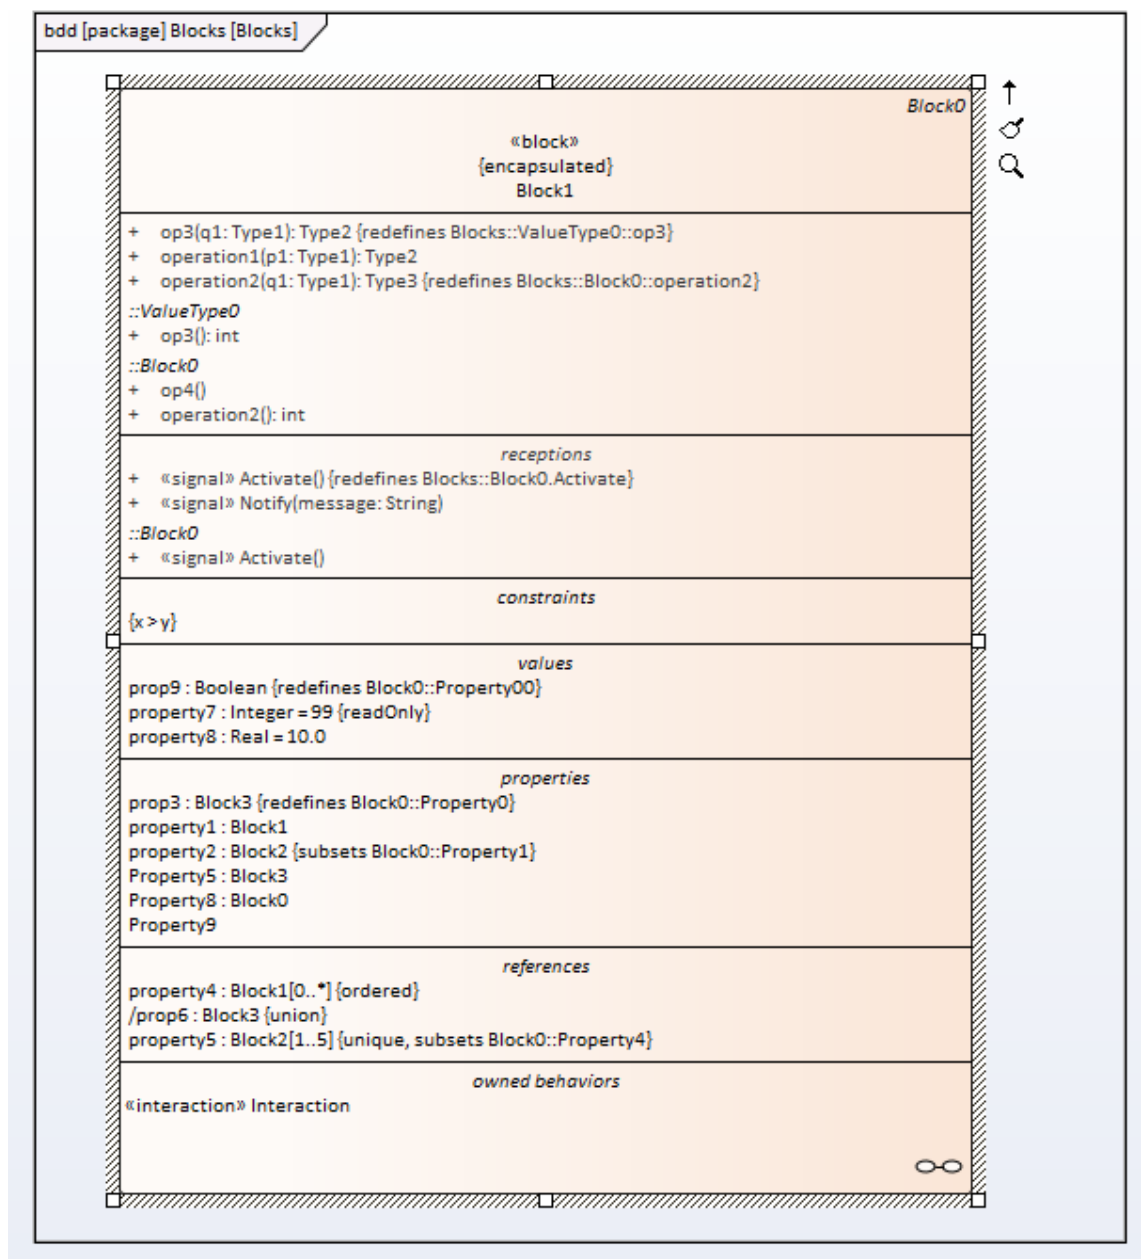 bdd [package] Blocks [Blocks]
Block0
«block»
{encapsulated}
Block1
+ op3(q1: Type1): Type2 {redefines Blocks::ValueType0::op3}
+ operation1(p1: Type1): Type2
+ operation2(q1: Type1): Type3 {redefines Blocks::Block0::operation2}
::ValueType0
+ op3(): int
::Block0
+ op4()
+ operation2(): int
receptions
+ «signal» Activate() {redefines Blocks::Block0.Activate}
+ «signal» Notify(message: String)
::Block0
+ «signal» Activate()
constraints
{x > y}
values
prop9 : Boolean {redefines Block0::Property00}
property7 : Integer = 99 {readOnly}
property8 : Real = 10.0
properties
prop3 : Block3 {redefines Block0::Property0}
property1 : Block1
property2 : Block2 {subsets Block0::Property1}
Property5 : Block3
Property8 : Block0
Property9
references
property4 : Block1[0..*] {ordered}
/prop6 : Block3 {union}
property5 : Block2[1..5] {unique, subsets Block0::Property4}
owned behaviors
«interaction» Interaction